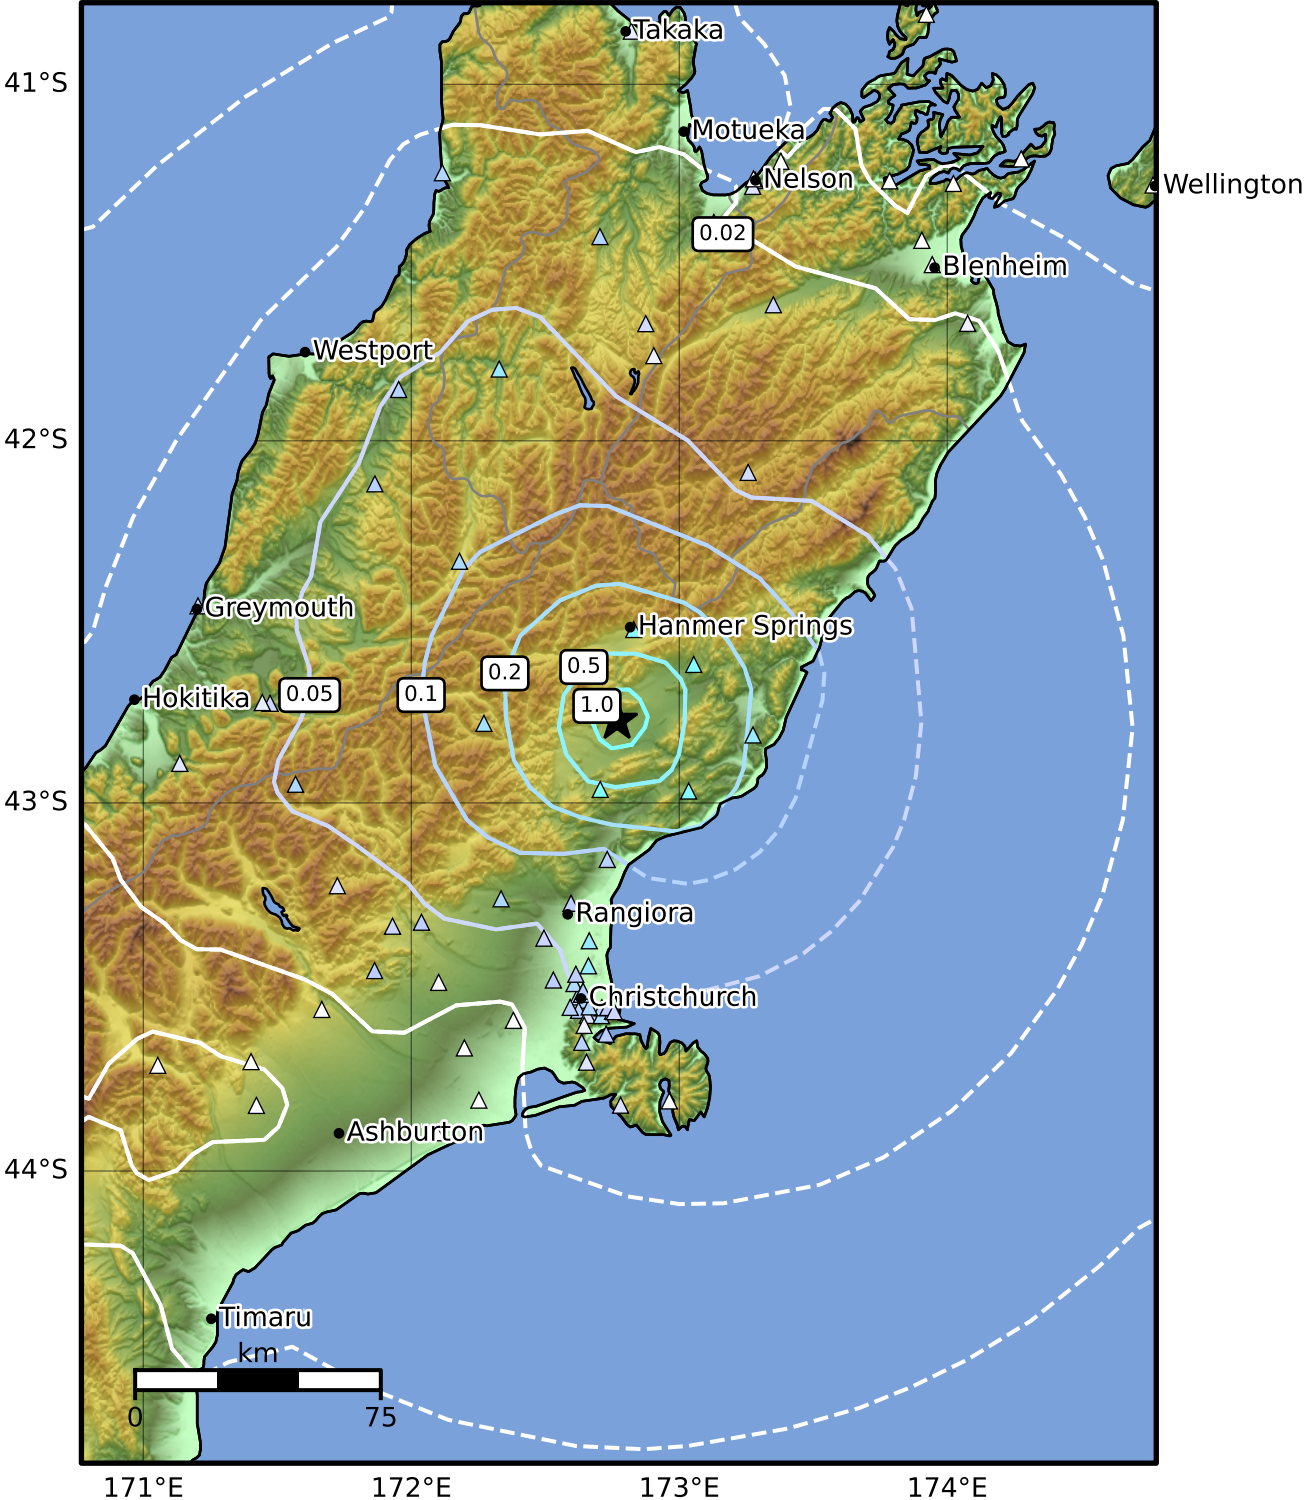 Takaka
41°S
Motueka
Nelson
Wellington
0.02
Blenheim
Westport
42°S
Greymouth
Hanmer Springs
0.5
0.2
0.05
0.1
Hokitika
1.0
43°S
Rangiora
Christchurch
Ashburton
44°S
Timaru
km
0 75
171°E 172°E 173°E 174°E